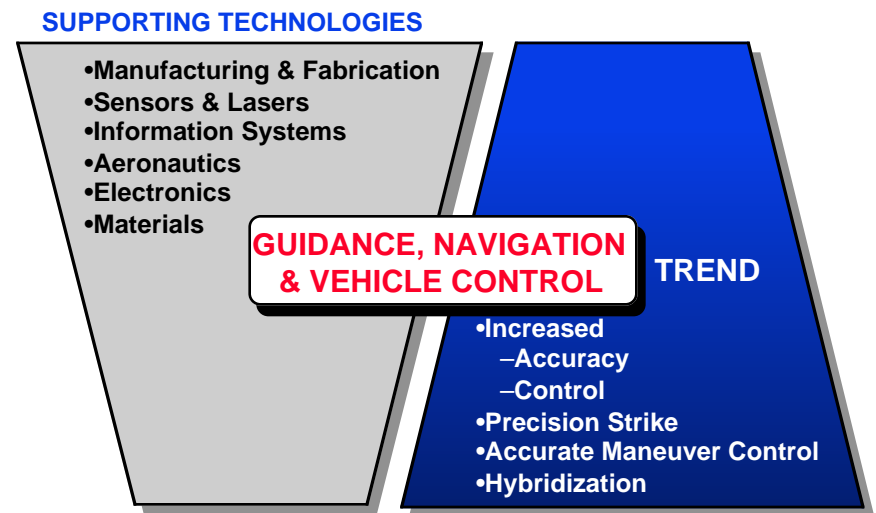 SUPPORTING TECHNOLOGIES
•Manufacturing & Fabrication
•Sensors & Lasers
•Information Systems
•Aeronautics
•Electronics
•Materials
GUIDANCE, NAVIGATION
& VEHICLE CONTROL
TREND
•Increased
–Accuracy
–Control
•Precision Strike
•Accurate Maneuver Control
•Hybridization